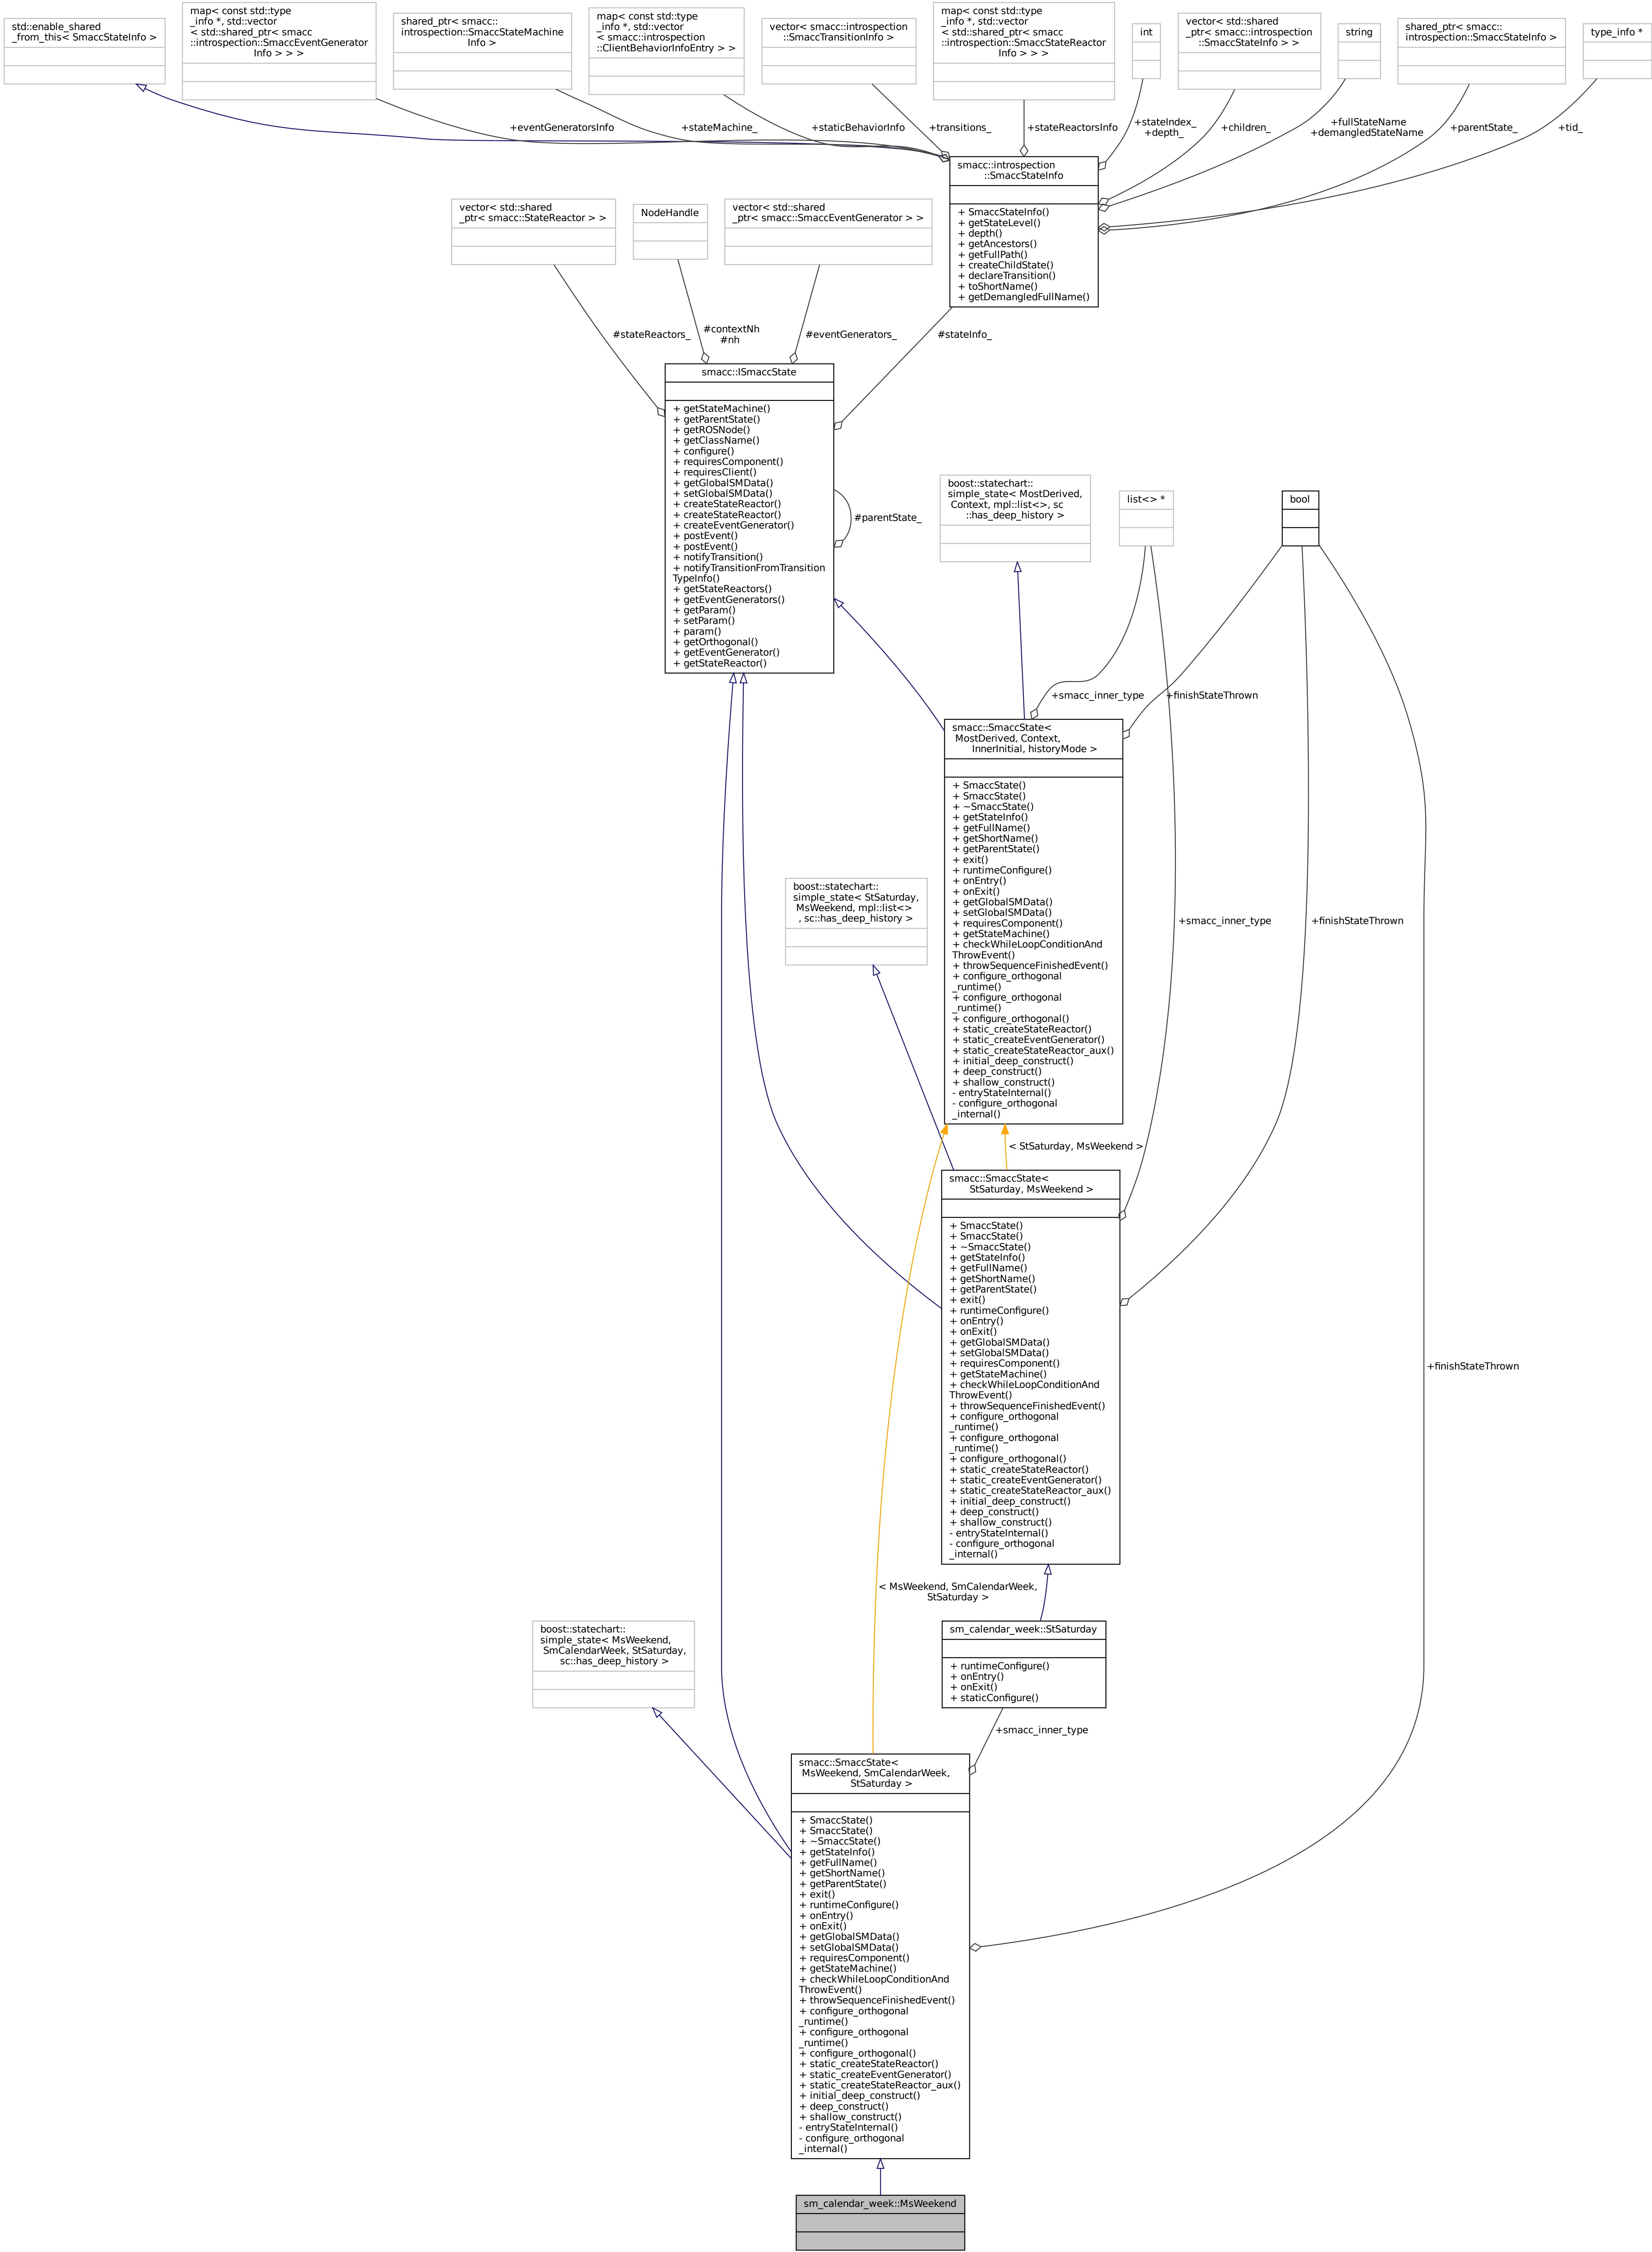 std::enable_shared
_from_this< SmaccStateInfo >
map< const std::type
_info *, std::vector
< std::shared_ptr< smacc
::introspection::SmaccEventGenerator
Info > > >
shared_ptr< smacc::
introspection::SmaccStateMachine
Info >
map< const std::type
_info *, std::vector
< smacc::introspection
::ClientBehaviorInfoEntry > >
vector< smacc::introspection
::SmaccTransitionInfo >
map< const std::type
_info *, std::vector
< std::shared_ptr< smacc
::introspection::SmaccStateReactor
Info > > >
int
vector< std::shared
_ptr< smacc::introspection
::SmaccStateInfo > >
string
shared_ptr< smacc::
introspection::SmaccStateInfo >
type_info *
+eventGeneratorsInfo
+stateMachine_
+staticBehaviorInfo
+transitions_
+stateReactorsInfo
+stateIndex_
+depth_
+children_
+fullStateName
+demangledStateName
+parentState_
+tid_
smacc::introspection
::SmaccStateInfo
+ SmaccStateInfo()
+ getStateLevel()
+ depth()
+ getAncestors()
+ getFullPath()
+ createChildState()
+ declareTransition()
+ toShortName()
+ getDemangledFullName()
vector< std::shared
_ptr< smacc::StateReactor > >
NodeHandle
vector< std::shared
_ptr< smacc::SmaccEventGenerator > >
#stateReactors_
#contextNh
#nh
#eventGenerators_
#stateInfo_
smacc::ISmaccState
+ getStateMachine()
+ getParentState()
+ getROSNode()
+ getClassName()
+ configure()
+ requiresComponent()
+ requiresClient()
+ getGlobalSMData()
+ setGlobalSMData()
+ createStateReactor()
+ createStateReactor()
+ createEventGenerator()
+ postEvent()
+ postEvent()
+ notifyTransition()
+ notifyTransitionFromTransition
TypeInfo()
+ getStateReactors()
+ getEventGenerators()
+ getParam()
+ setParam()
+ param()
+ getOrthogonal()
+ getEventGenerator()
+ getStateReactor()
#parentState_
boost::statechart::
simple_state< MostDerived,
Context, mpl::list<>, sc
::has_deep_history >
list<> *
bool
+smacc_inner_type
+finishStateThrown
smacc::SmaccState<
MostDerived, Context,
InnerInitial, historyMode >
+ SmaccState()
+ SmaccState()
+ ~SmaccState()
+ getStateInfo()
+ getFullName()
+ getShortName()
+ getParentState()
+ exit()
+ runtimeConfigure()
+ onEntry()
+ onExit()
+ getGlobalSMData()
+ setGlobalSMData()
+ requiresComponent()
+ getStateMachine()
+ checkWhileLoopConditionAnd
ThrowEvent()
+ throwSequenceFinishedEvent()
+ configure_orthogonal
_runtime()
+ configure_orthogonal
_runtime()
+ configure_orthogonal()
+ static_createStateReactor()
+ static_createEventGenerator()
+ static_createStateReactor_aux()
+ initial_deep_construct()
+ deep_construct()
+ shallow_construct()
- entryStateInternal()
- configure_orthogonal
_internal()
boost::statechart::
simple_state< StSaturday,
MsWeekend, mpl::list<>
, sc::has_deep_history >
+smacc_inner_type
+finishStateThrown
< StSaturday, MsWeekend >
smacc::SmaccState<
StSaturday, MsWeekend >
+ SmaccState()
+ SmaccState()
+ ~SmaccState()
+ getStateInfo()
+ getFullName()
+ getShortName()
+ getParentState()
+ exit()
+ runtimeConfigure()
+ onEntry()
+ onExit()
+ getGlobalSMData()
+ setGlobalSMData()
+ requiresComponent()
+ getStateMachine()
+ checkWhileLoopConditionAnd
ThrowEvent()
+ throwSequenceFinishedEvent()
+ configure_orthogonal
_runtime()
+ configure_orthogonal
_runtime()
+ configure_orthogonal()
+ static_createStateReactor()
+ static_createEventGenerator()
+ static_createStateReactor_aux()
+ initial_deep_construct()
+ deep_construct()
+ shallow_construct()
- entryStateInternal()
- configure_orthogonal
_internal()
+finishStateThrown
< MsWeekend, SmCalendarWeek,
StSaturday >
boost::statechart::
simple_state< MsWeekend,
SmCalendarWeek, StSaturday,
sc::has_deep_history >
sm_calendar_week::StSaturday
+ runtimeConfigure()
+ onEntry()
+ onExit()
+ staticConfigure()
+smacc_inner_type
smacc::SmaccState<
MsWeekend, SmCalendarWeek,
StSaturday >
+ SmaccState()
+ SmaccState()
+ ~SmaccState()
+ getStateInfo()
+ getFullName()
+ getShortName()
+ getParentState()
+ exit()
+ runtimeConfigure()
+ onEntry()
+ onExit()
+ getGlobalSMData()
+ setGlobalSMData()
+ requiresComponent()
+ getStateMachine()
+ checkWhileLoopConditionAnd
ThrowEvent()
+ throwSequenceFinishedEvent()
+ configure_orthogonal
_runtime()
+ configure_orthogonal
_runtime()
+ configure_orthogonal()
+ static_createStateReactor()
+ static_createEventGenerator()
+ static_createStateReactor_aux()
+ initial_deep_construct()
+ deep_construct()
+ shallow_construct()
- entryStateInternal()
- configure_orthogonal
_internal()
sm_calendar_week::MsWeekend